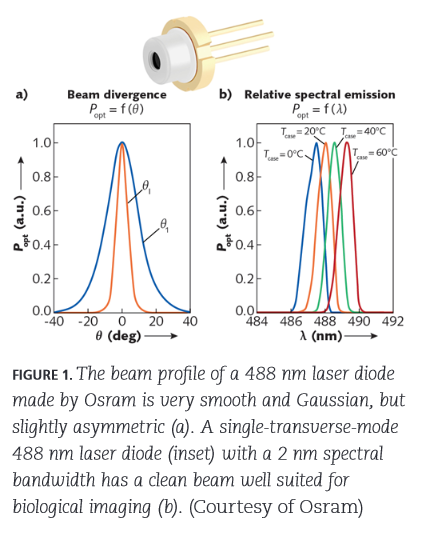 a)
Beam divergence
Popt = f(θ)
Popt (a.u.)
1.0
0.8
0.6
0.4
0.2
0.0
θ∥
θ⊥
-40 -20 0 20 40
θ (deg)
b) Relative spectral emission
Popt = f(λ)
Tcase = 20°C Tcase = 40°C
Tcase = 0°C Tcase = 60°C
Popt (a.u.)
1.0
0.8
0.6
0.4
0.2
0.0
484 486 488 490 492
λ (nm)
FIGURE 1. The beam profile of a 488 nm laser diode
made by Osram is very smooth and Gaussian, but
slightly asymmetric (a). A single-transverse-mode
488 nm laser diode (inset) with a 2 nm spectral
bandwidth has a clean beam well suited for
biological imaging (b). (Courtesy of Osram)